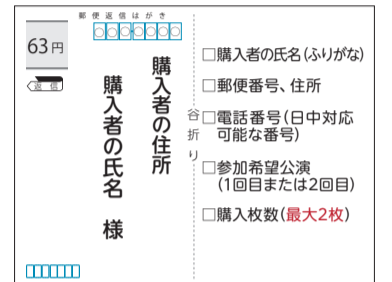 郵便返信はがき
63円
返信
購入者の住所
購入者の氏名 様
谷折り
□購入者の氏名(ふりがな)
□郵便番号、住所
□電話番号(日中対応
可能な番号)
□参加希望公演
(1回目または2回目)
□購入枚数(最大2枚)